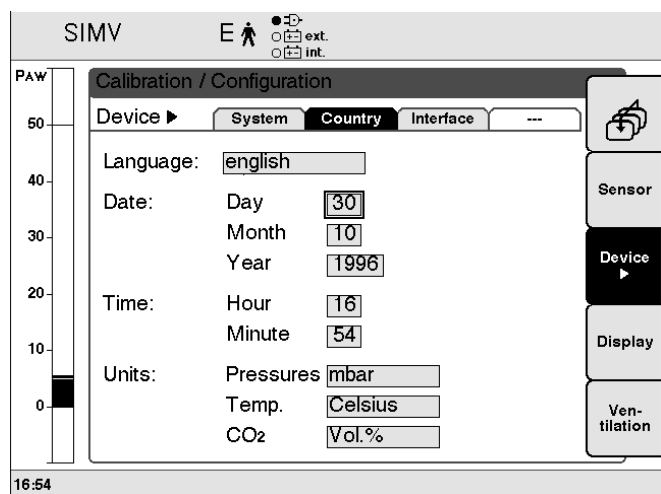 SIMV E ext.
int.
PAW
Calibration / Configuration
Device ▶ System Country Interface ---
50
Language: english
Sensor
40
Date: Day 30
Month 10
30
Year 1996
Device
▶
20
Time: Hour 16
Minute 54
Display
10
Units: Pressures mbar
Temp. Celsius
0
Ven-
tilation
CO2 Vol.%
16:54